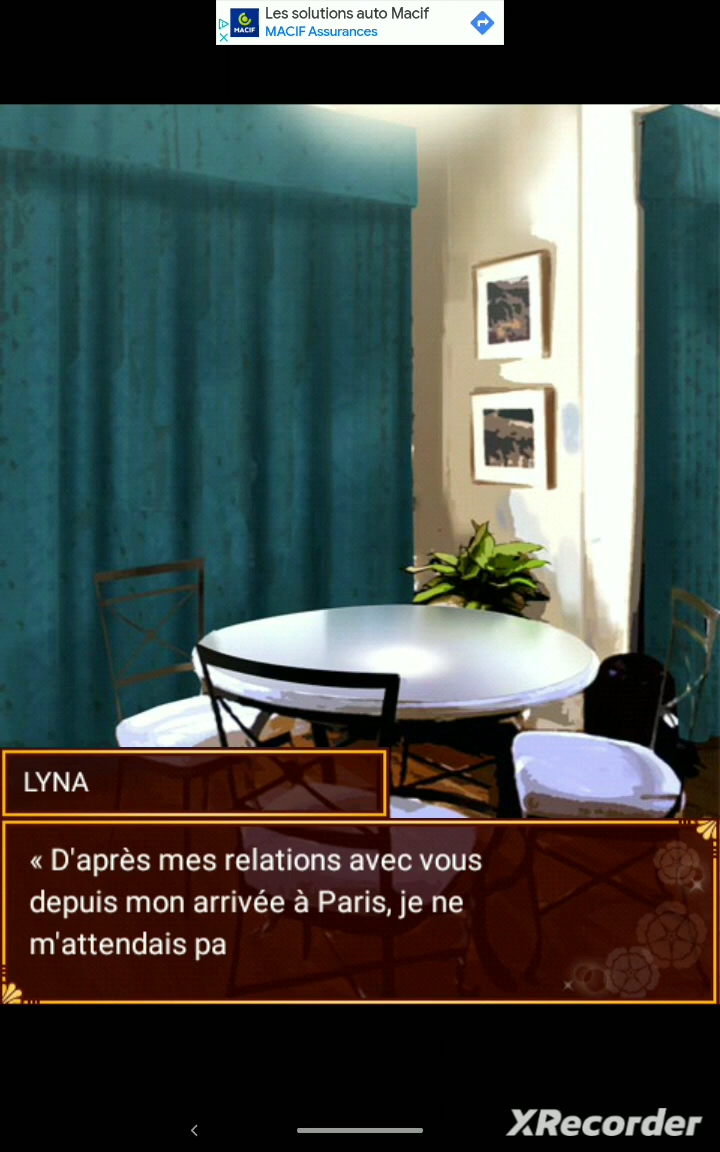 Les solutions auto Macif
MACIF Assurances
MACIF
LYNA
« D'après mes relations avec vous
depuis mon arrivée à Paris, je ne
m'attendais pa
XRecorder